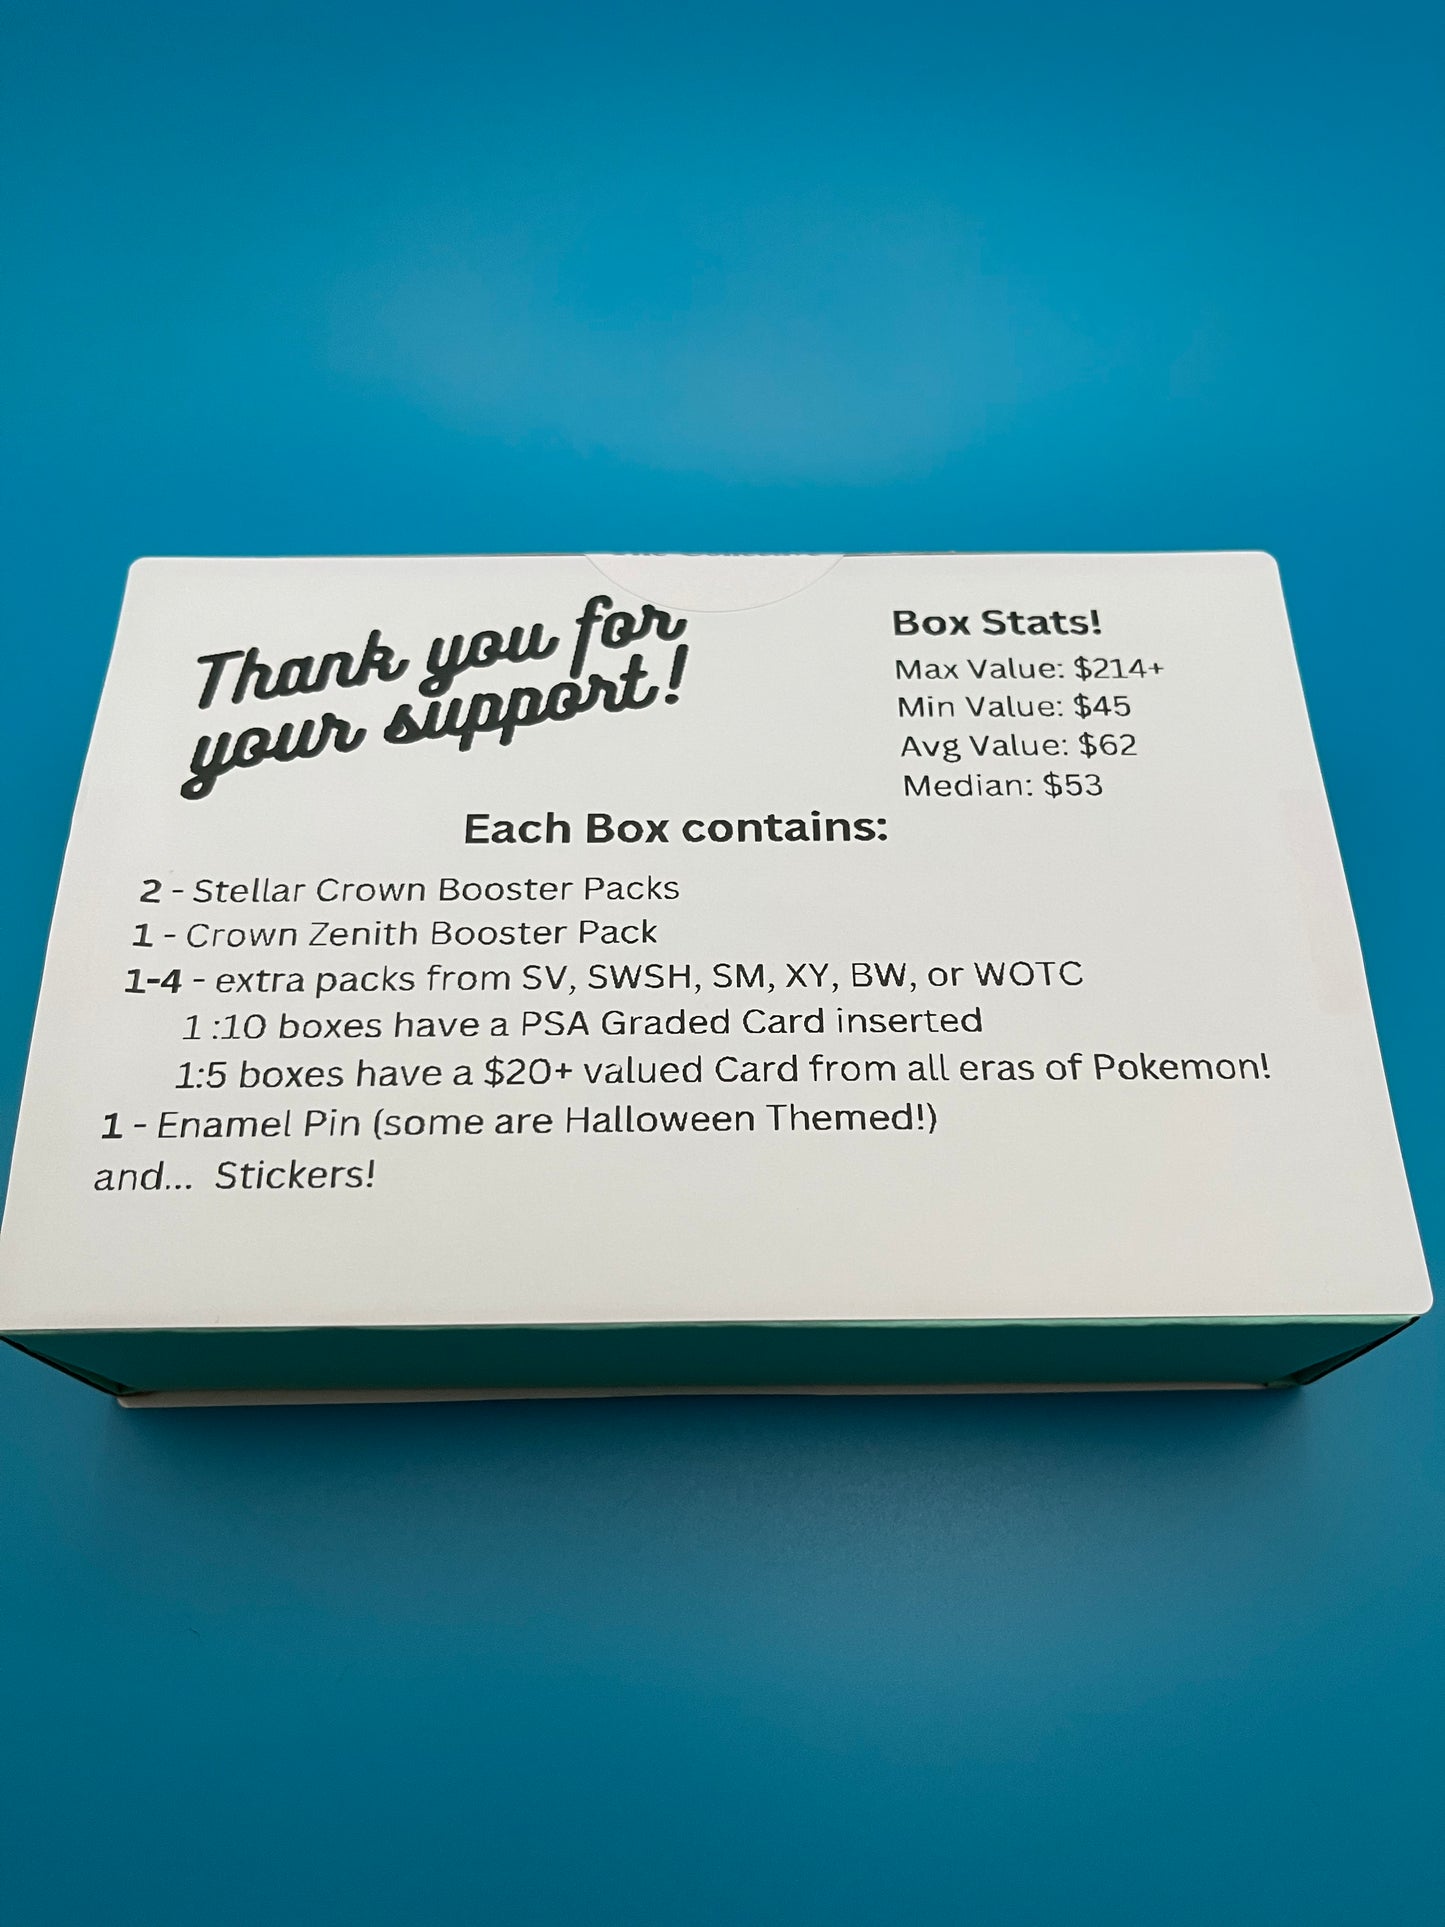 Thank you for
your support!
Box Stats!
Max Value: $214+
Min Value: $45
Avg Value: $62
Median: $53
Each Box contains:
2 - Stellar Crown Booster Packs
1 - Crown Zenith Booster Pack
1-4 - extra packs from SV, SWSH, SM, XY, BW, or WOTC
1:10 boxes have a PSA Graded Card inserted
1:5 boxes have a $20+ valued Card from all eras of Pokemon!
1 - Enamel Pin (some are Halloween Themed!)
and... Stickers!